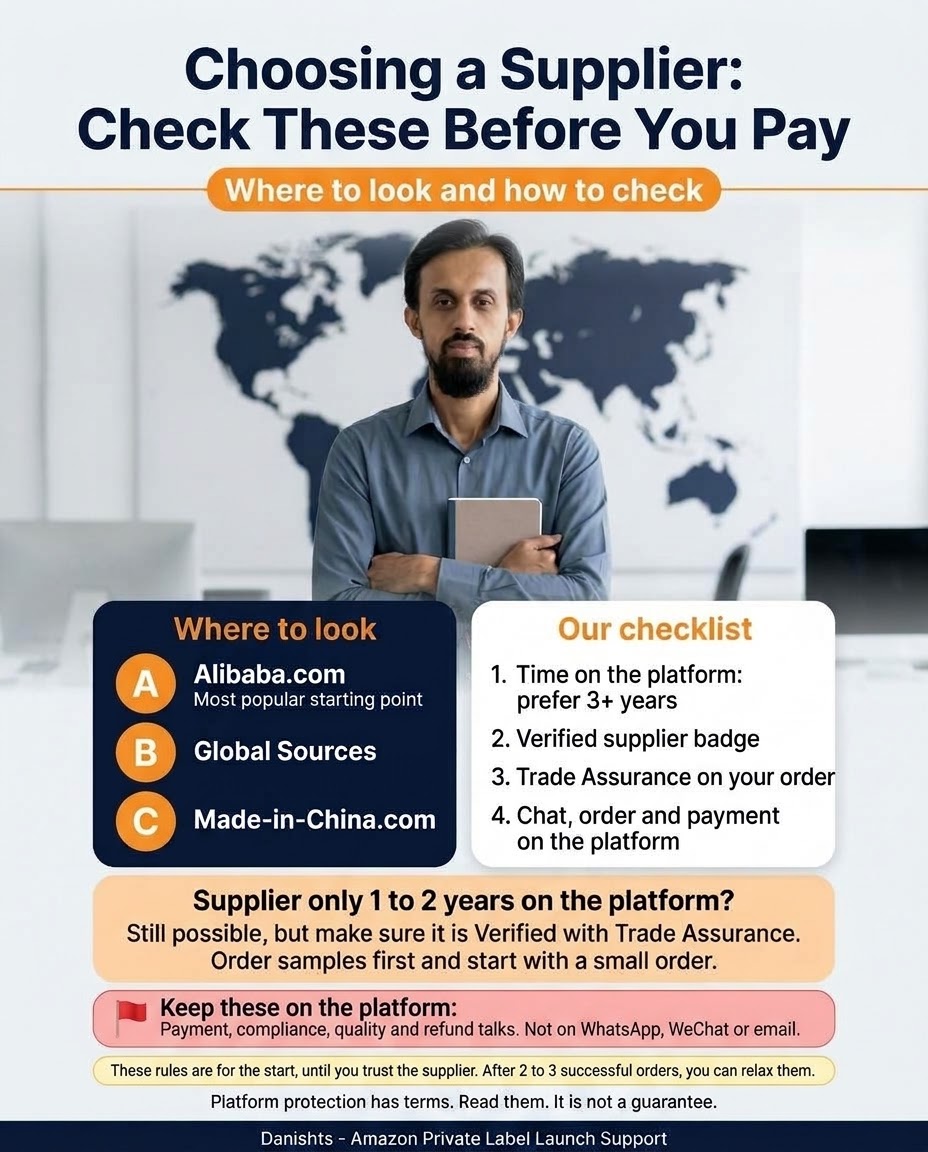 Choosing a Supplier:
Check These Before You Pay
Where to look and how to check
Where to look
A
Alibaba.com
Most popular starting point
B
Global Sources
C
Made-in-China.com
Our checklist
1. Time on the platform:
prefer 3+ years
2. Verified supplier badge
3. Trade Assurance on your order
4. Chat, order and payment
on the platform
Supplier only 1 to 2 years on the platform?
Still possible, but make sure it is Verified with Trade Assurance.
Order samples first and start with a small order.
Keep these on the platform:
Payment, compliance, quality and refund talks. Not on WhatsApp, WeChat or email.
These rules are for the start, until you trust the supplier. After 2 to 3 successful orders, you can relax them.
Platform protection has terms. Read them. It is not a guarantee.
Danishts - Amazon Private Label Launch Support